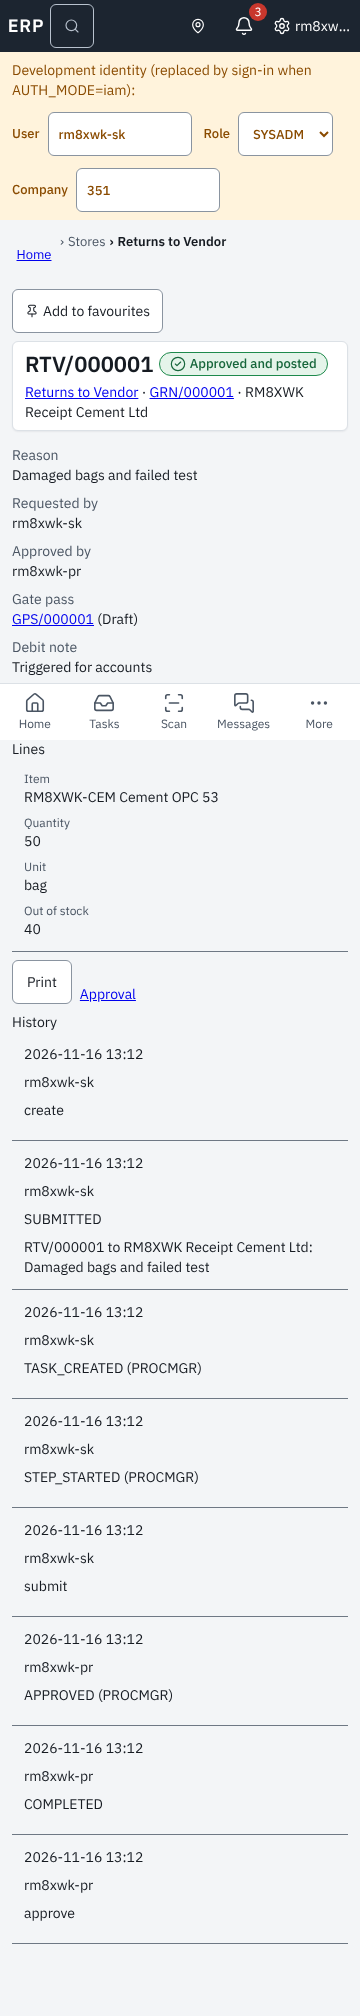 ERP
3
rm8xw...
Development identity (replaced by sign-in when
AUTH_MODE=iam):
User rm8xwk-sk Role SYSADM
Company 351
Home › Stores › Returns to Vendor
Add to favourites
RTV/000001 Approved and posted
Returns to Vendor · GRN/000001 · RM8XWK
Receipt Cement Ltd
Reason
Damaged bags and failed test
Requested by
rm8xwk-sk
Approved by
rm8xwk-pr
Gate pass
GPS/000001 (Draft)
Debit note
Triggered for accounts
Home Tasks Scan Messages More
Lines
Item
RM8XWK-CEM Cement OPC 53
Quantity
50
Unit
bag
Out of stock
40
Print Approval
History
2026-11-16 13:12
rm8xwk-sk
create
2026-11-16 13:12
rm8xwk-sk
SUBMITTED
RTV/000001 to RM8XWK Receipt Cement Ltd:
Damaged bags and failed test
2026-11-16 13:12
rm8xwk-sk
TASK_CREATED (PROCMGR)
2026-11-16 13:12
rm8xwk-sk
STEP_STARTED (PROCMGR)
2026-11-16 13:12
rm8xwk-sk
submit
2026-11-16 13:12
rm8xwk-pr
APPROVED (PROCMGR)
2026-11-16 13:12
rm8xwk-pr
COMPLETED
2026-11-16 13:12
rm8xwk-pr
approve